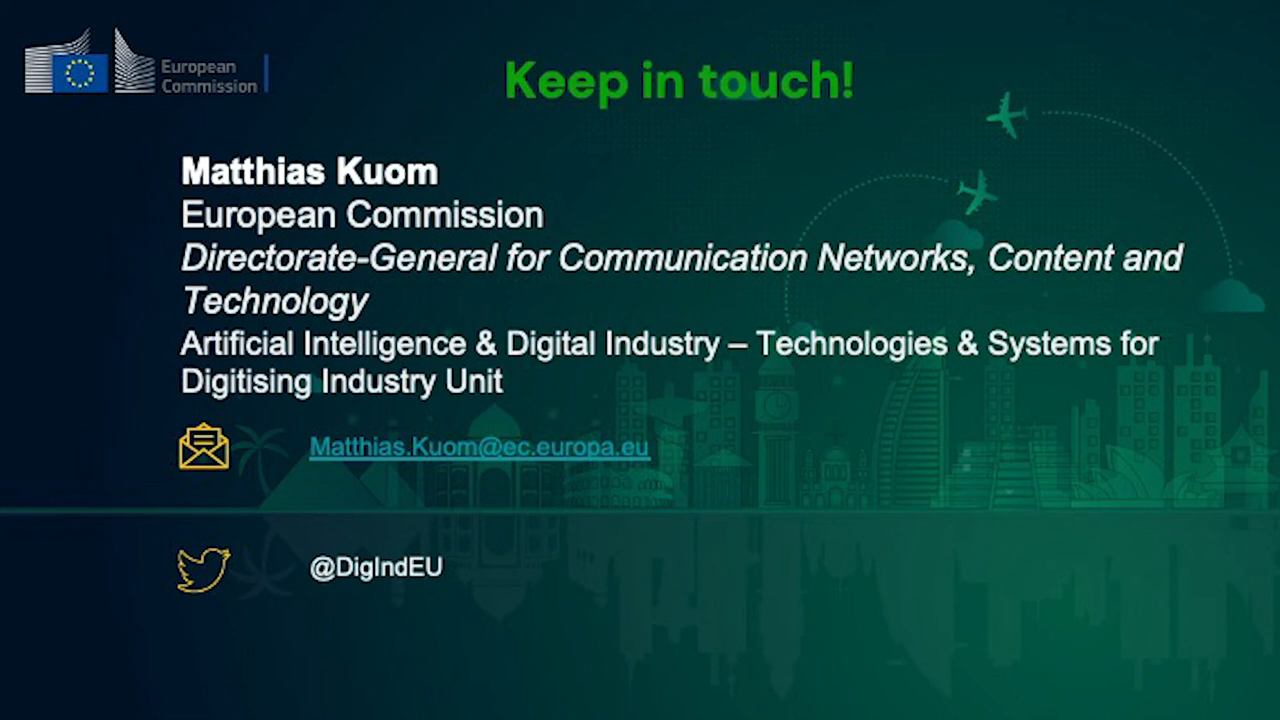 European
Commission
Keep in touch!
Matthias Kuom
European Commission
Directorate-General for Communication Networks, Content and
Technology
Artificial Intelligence & Digital Industry – Technologies & Systems for
Digitising Industry Unit
Matthias.Kuom@ec.europa.eu
@DigIndEU